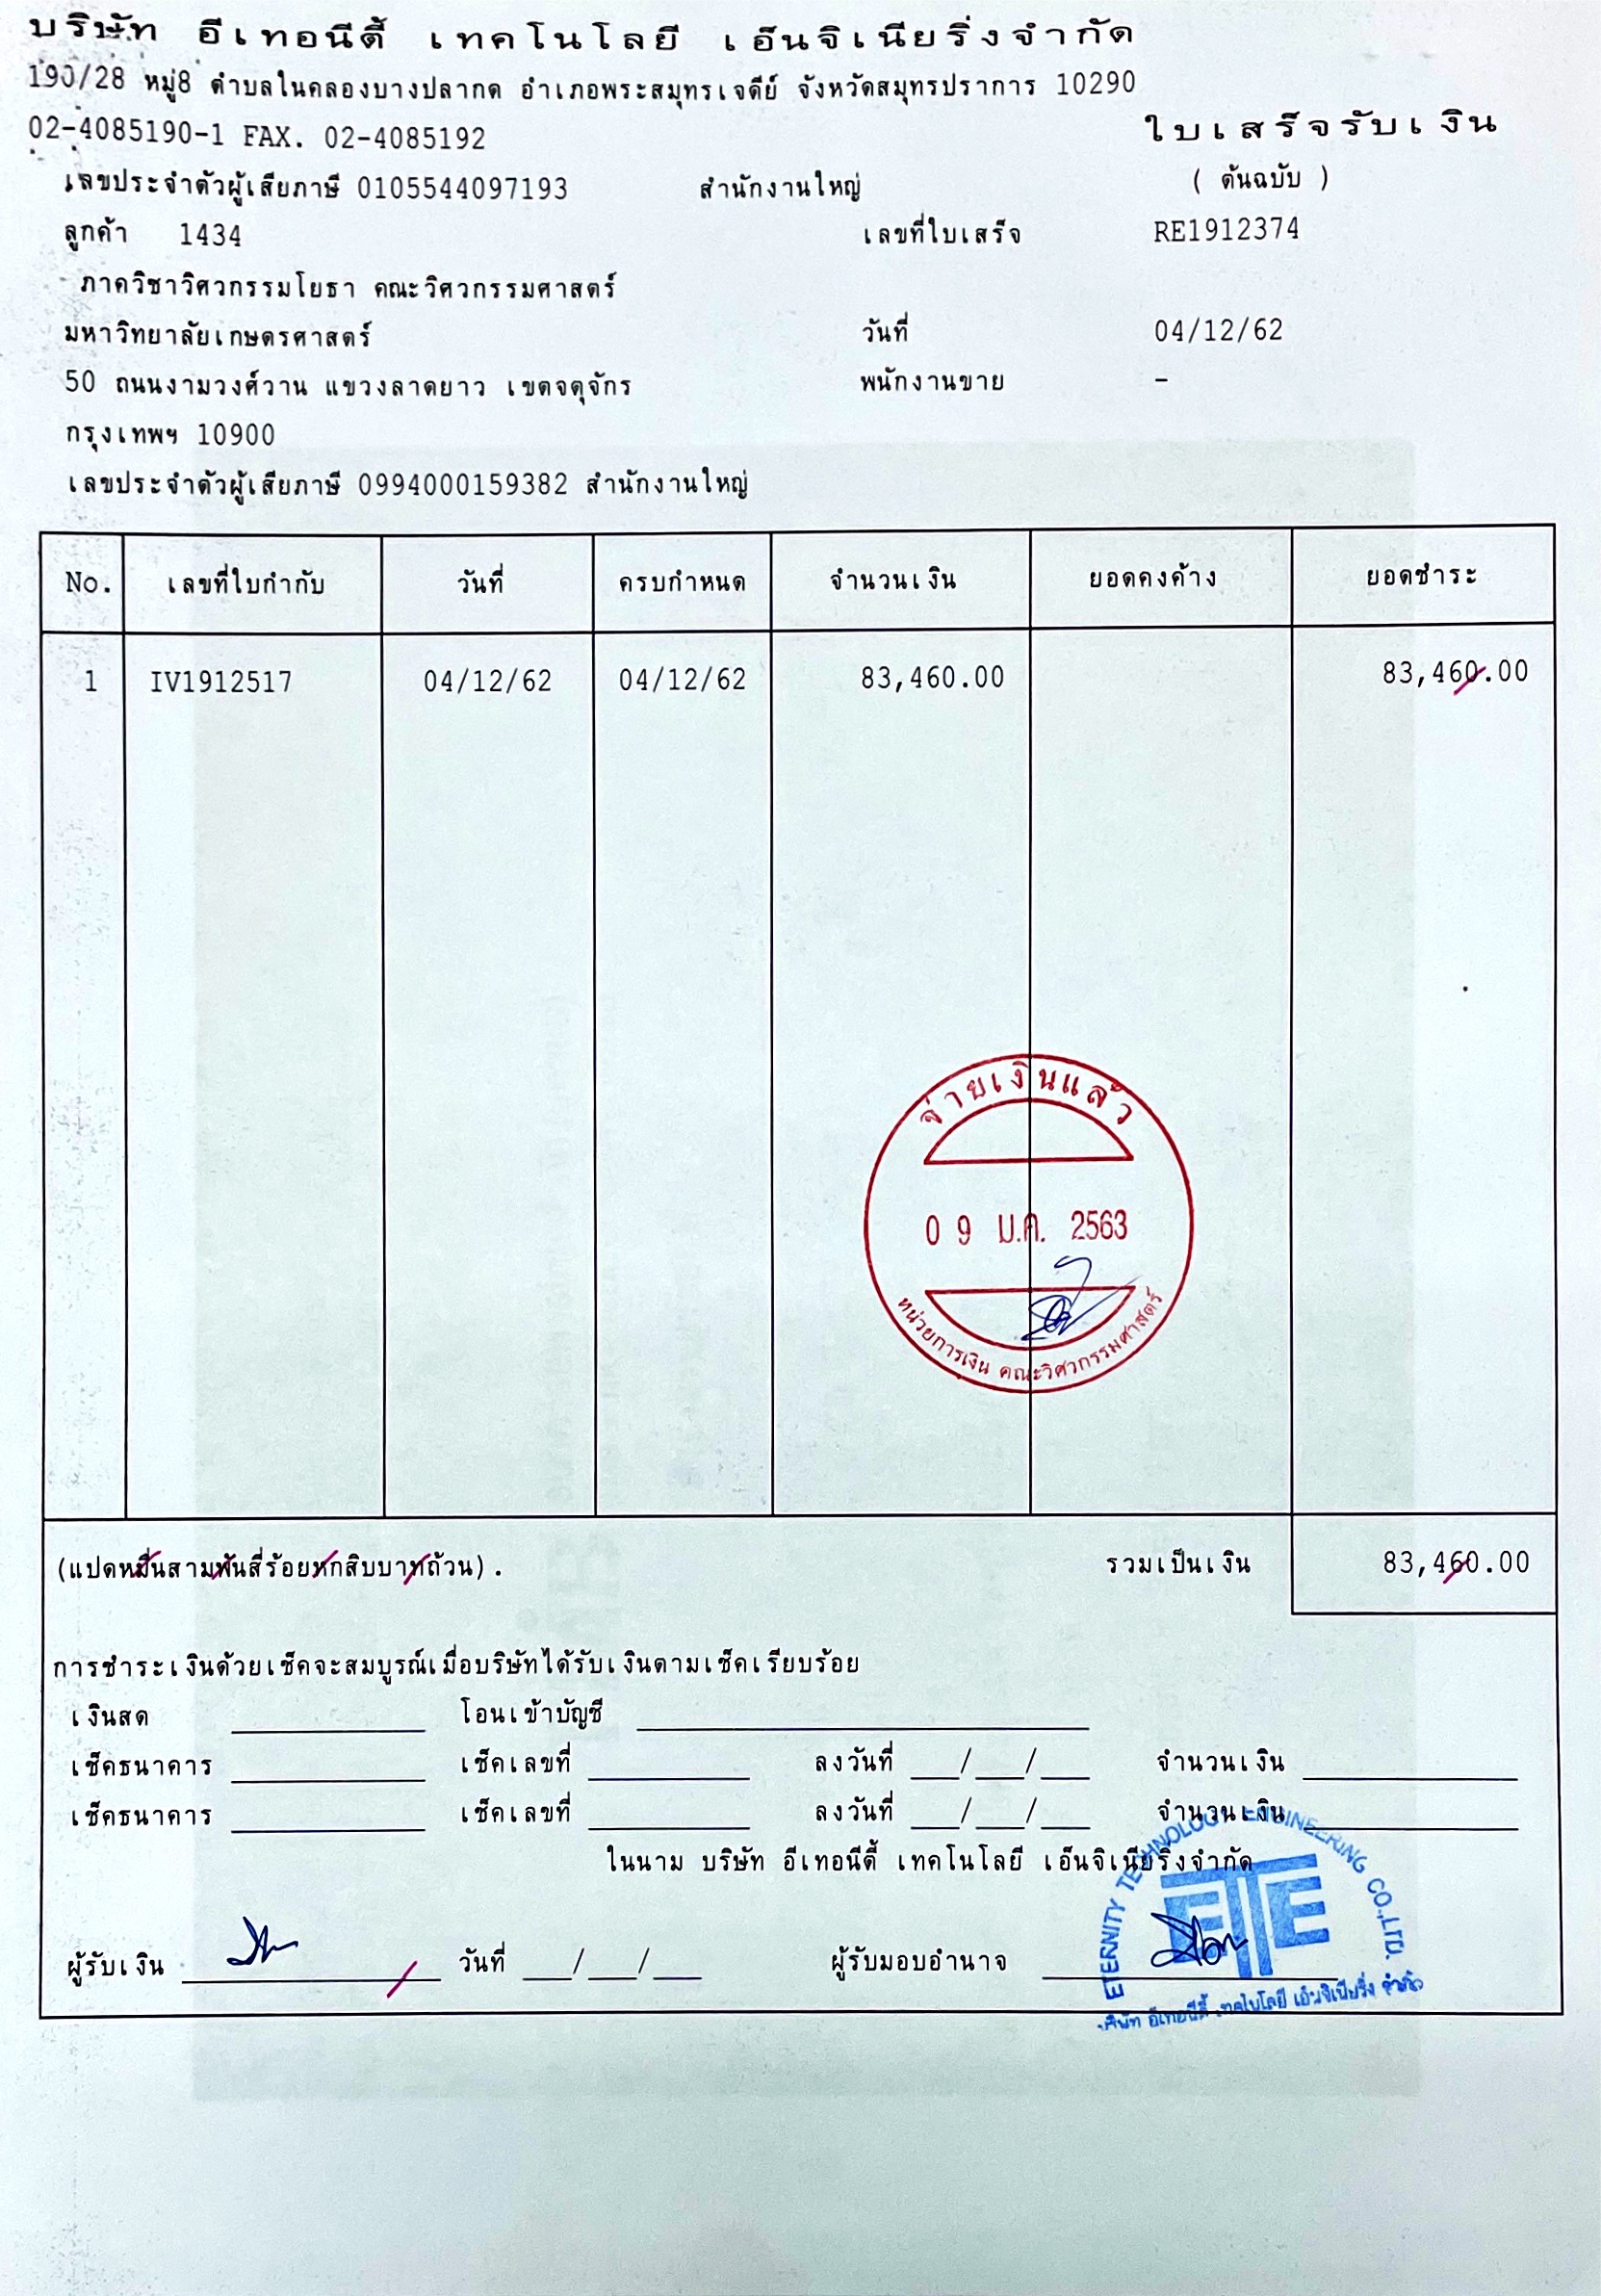 บริษัท อีเทอนีตี้ เทคโนโลยี เอ็นจิเนียริ่งจำกัด
190/28 หมู่8 ตำบลในคลองบางปลากด อำเภอพระสมุทรเจดีย์ จังหวัดสมุทรปราการ 10290
02-4085190-1 FAX. 02-4085192
ใบเสร็จรับเงิน
เลขประจำตัวผู้เสียภาษี 0105544097193 สำนักงานใหญ่ ( ต้นฉบับ )
ลูกค้า 1434 เลขที่ใบเสร็จ RE1912374
ภาควิชาวิศวกรรมโยธา คณะวิศวกรรมศาสตร์
มหาวิทยาลัยเกษตรศาสตร์ วันที่ 04/12/62
50 ถนนงามวงศ์วาน แขวงลาดยาว เขตจตุจักร พนักงานขาย -
กรุงเทพฯ 10900
เลขประจำตัวผู้เสียภาษี 0994000159382 สำนักงานใหญ่
No. เลขที่ใบกำกับ วันที่ ครบกำหนด จำนวนเงิน ยอดคงค้าง ยอดชำระ
1 IV1912517 04/12/62 04/12/62 83,460.00 83,460.00
จ่ายเงินแล้ว
09 ม.ค. 2563
หน่วยการเงิน คณะวิศวกรรมศาสตร์
(แปดหมื่นสามพันสี่ร้อยหกสิบบาทถ้วน). รวมเป็นเงิน 83,460.00
การชำระเงินด้วยเช็คจะสมบูรณ์เมื่อบริษัทได้รับเงินตามเช็คเรียบร้อย
เงินสด โอนเข้าบัญชี
เช็คธนาคาร เช็คเลขที่ ลงวันที่ __/__/__ จำนวนเงิน
เช็คธนาคาร เช็คเลขที่ ลงวันที่ __/__/__ จำนวนเงิน
ในนาม บริษัท อีเทอนีตี้ เทคโนโลยี เอ็นจิเนียริ่งจำกัด
ETERNITY TECHNOLOGY ENGINEERING CO.,LTD.
ETE
ผู้รับเงิน วันที่ __/__/__ ผู้รับมอบอำนาจ
บริษัท อีเทอนีตี้ เทคโนโลยี เอ็นจิเนียริ่ง จำกัด